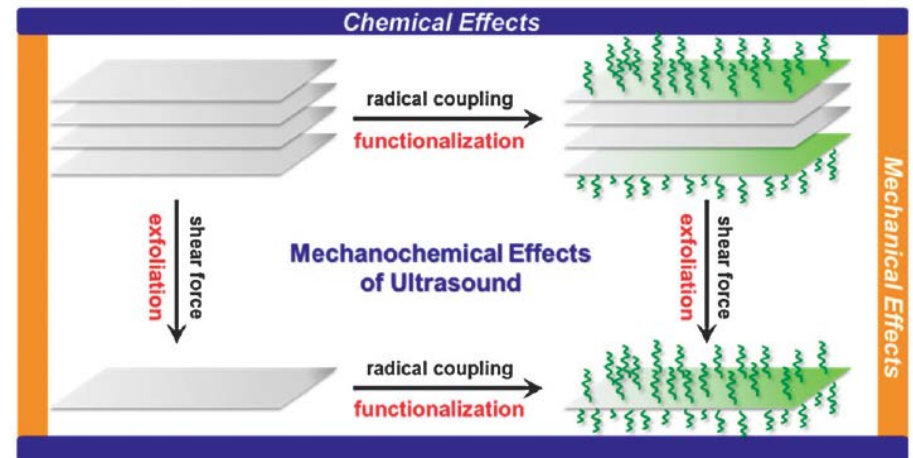 Chemical Effects
radical coupling
functionalization
shear force
exfoliation
Mechanochemical Effects
of Ultrasound
shear force
exfoliation
Mechanical Effects
radical coupling
functionalization